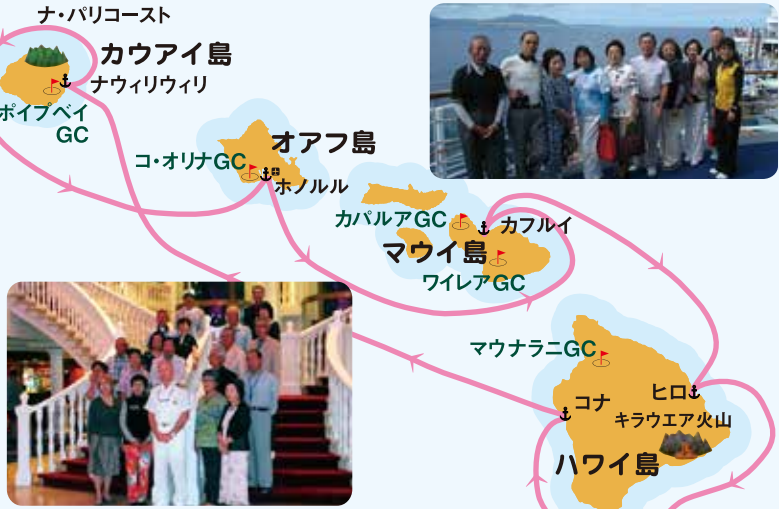 ナ・パリコースト
カウアイ島
ナウィリウィリ
ポイプベイ
GC
オアフ島
コ・オリナGC
ホノルル
カパルアGC
カフルイ
マウイ島
ワイレアGC
マウナラニGC
ヒロ
コナ
キラウエア火山
ハワイ島